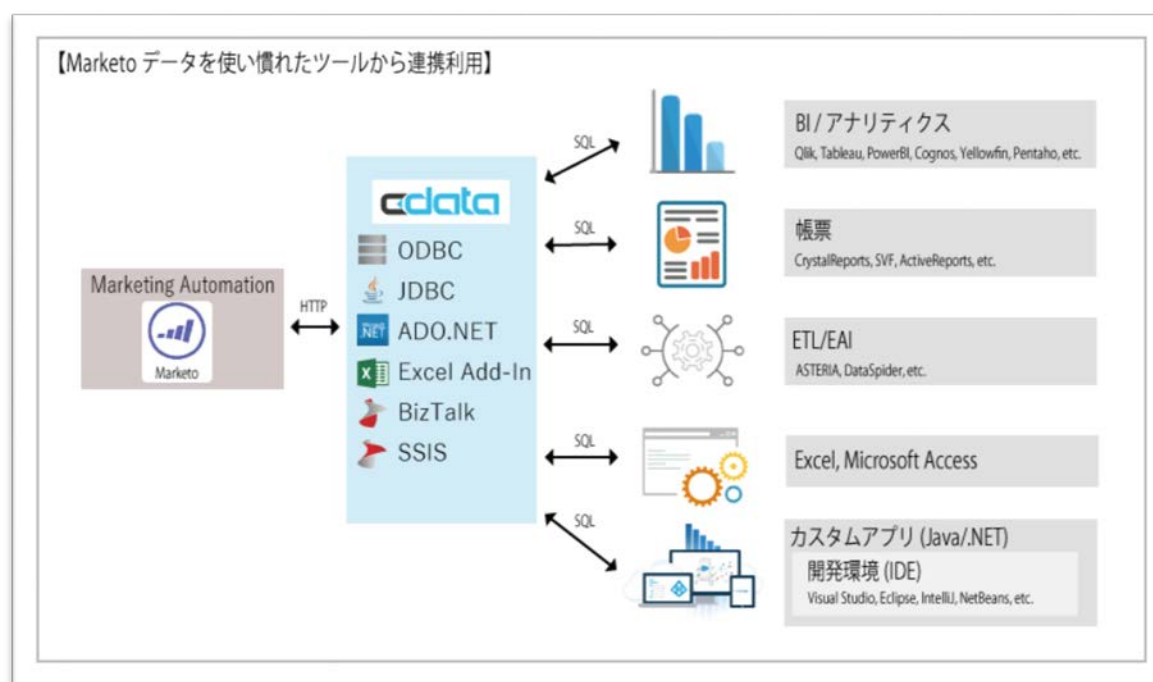 【Marketo データを使い慣れたツールから連携利用】
SQL
BI / アナリティクス
Qlik, Tableau, PowerBI, Cognos, Yellowfin, Pentaho, etc.
cdata
SQL
帳票
CrystalReports, SVF, ActiveReports, etc.
ODBC
Marketing Automation
Marketo
HTTP
JDBC
.NET
ADO.NET
SQL
ETL/EAI
ASTERIA, DataSpider, etc.
Excel Add-In
BizTalk
SSIS
SQL
Excel, Microsoft Access
SQL
カスタムアプリ (Java/.NET)
開発環境 (IDE)
Visual Studio, Eclipse, IntelliJ, NetBeans, etc.